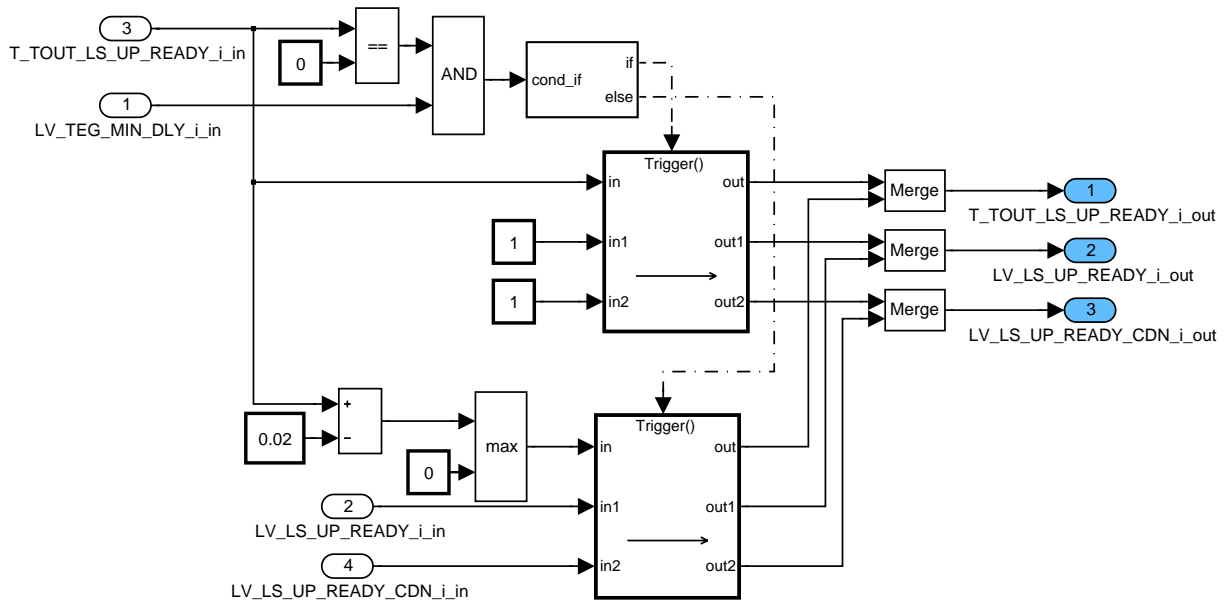 3
T_TOUT_LS_UP_READY_i_in
0
==
AND
1
LV_TEG_MIN_DLY_i_in
cond_if
if
else
Trigger()
in
in1
in2
out
out1
out2
1
1
Merge
Merge
Merge
1
T_TOUT_LS_UP_READY_i_out
2
LV_LS_UP_READY_i_out
3
LV_LS_UP_READY_CDN_i_out
0.02
+
−
max
0
2
LV_LS_UP_READY_i_in
4
LV_LS_UP_READY_CDN_i_in
Trigger()
in
in1
in2
out
out1
out2